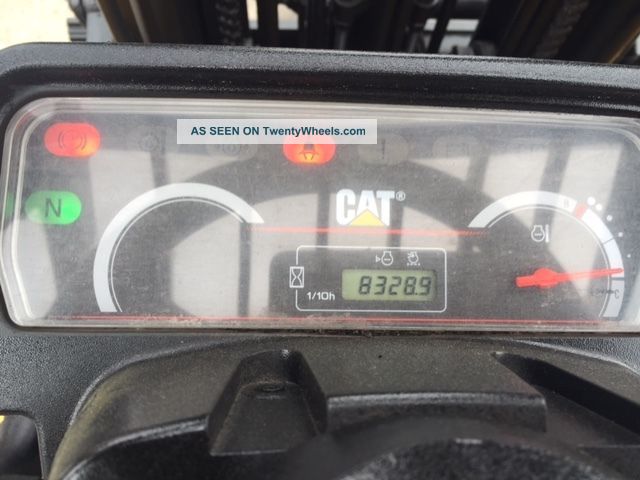 AS SEEN ON TwentyWheels.com
N
CAT®
1/10h
8328.9